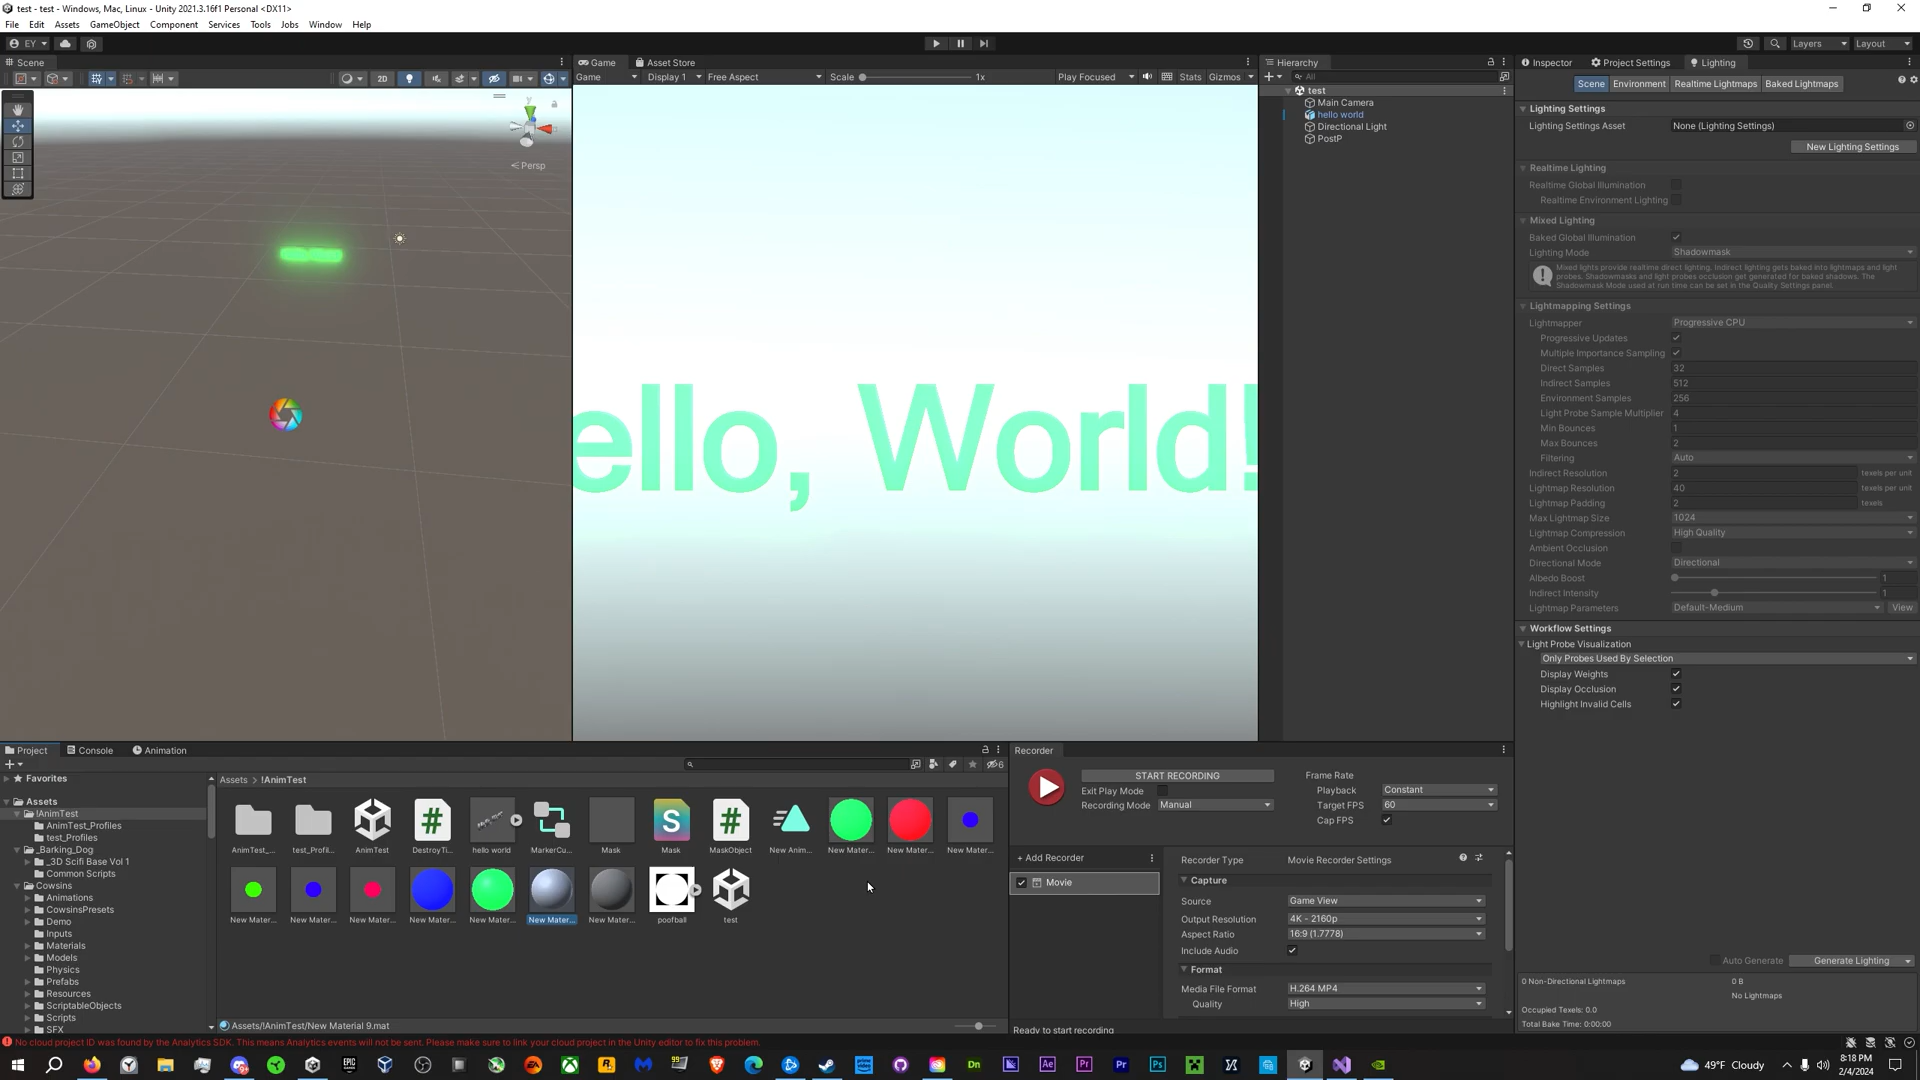 test - test - Windows, Mac, Linux - Unity 2021.3.16f1 Personal <DX11>
File Edit Assets GameObject Component Services Tools Jobs Window Help
EY
Layers Layout
Scene
2D
Persp
Game Asset Store
Game Display 1 Free Aspect Scale 1x Play Focused Stats Gizmos
ello, World!
Hierarchy
All
test
Main Camera
hello world
Directional Light
PostP
Inspector Project Settings Lighting
Scene Environment Realtime Lightmaps Baked Lightmaps
Lighting Settings
Lighting Settings Asset None (Lighting Settings)
New Lighting Settings
Realtime Lighting
Realtime Global Illumination
Realtime Environment Lighting
Mixed Lighting
Baked Global Illumination
Lighting Mode Shadowmask
Mixed lights provide realtime direct lighting. Indirect lighting gets baked into lightmaps and light
probes. Shadowmasks and light probes occlusion get generated for baked shadows. The
Shadowmask Mode used at run time can be set in the Quality Settings panel.
Lightmapping Settings
Lightmapper Progressive CPU
Progressive Updates
Multiple Importance Sampling
Direct Samples 32
Indirect Samples 512
Environment Samples 256
Light Probe Sample Multiplier 4
Min Bounces 1
Max Bounces 2
Filtering Auto
Indirect Resolution 2 texels per unit
Lightmap Resolution 40 texels per unit
Lightmap Padding 2 texels
Max Lightmap Size 1024
Lightmap Compression High Quality
Ambient Occlusion
Directional Mode Directional
Albedo Boost 1
Indirect Intensity 1
Lightmap Parameters Default-Medium View
Workflow Settings
Light Probe Visualization
Only Probes Used By Selection
Display Weights
Display Occlusion
Highlight Invalid Cells
Auto Generate Generate Lighting
0 Non-Directional Lightmaps 0 B
No Lightmaps
Occupied Texels: 0.0
Total Bake Time: 0:00:00
Project Console Animation
6
Favorites
Assets
!AnimTest
AnimTest_Profiles
test_Profiles
_Barking_Dog
_3D Scifi Base Vol 1
Common Scripts
Cowsins
Animations
CowsinsPresets
Demo
Inputs
Materials
Models
Physics
Prefabs
Resources
ScriptableObjects
Scripts
SFX
Assets > !AnimTest
AnimTest_... test_Profil... AnimTest DestroyTi... hello world MarkerCu... Mask Mask MaskObject New Anim... New Mater... New Mater... New Mater...
New Mater... New Mater... New Mater... New Mater... New Mater... New Mater... New Mater... poofball test
Assets/!AnimTest/New Material 9.mat
Recorder
START RECORDING
Exit Play Mode
Recording Mode Manual
Frame Rate
Playback Constant
Target FPS 60
Cap FPS
+ Add Recorder
Movie
Recorder Type Movie Recorder Settings
Capture
Source Game View
Output Resolution 4K - 2160p
Aspect Ratio 16:9 (1.7778)
Include Audio
Format
Media File Format H.264 MP4
Quality High
Ready to start recording
No cloud project ID was found by the Analytics SDK. This means Analytics events will not be sent. Please make sure to link your cloud project in the Unity editor to fix this problem.
49°F Cloudy
8:18 PM
2/4/2024